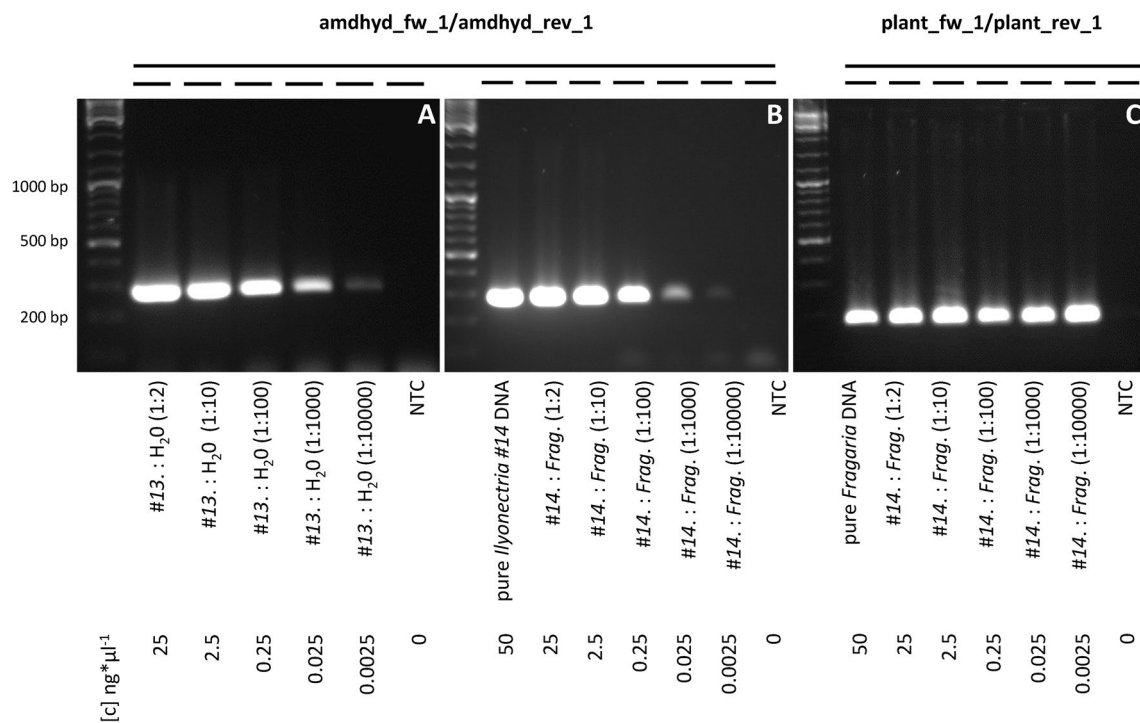 amdhyd_fw_1/amdhyd_rev_1
plant_fw_1/plant_rev_1
A
B
C
1000 bp
500 bp
200 bp
#13. : H₂0 (1:2)
#13. : H₂0 (1:10)
#13. : H₂0 (1:100)
#13. : H₂0 (1:1000)
#13. : H₂0 (1:10000)
NTC
pure Ilyonectria #14 DNA
#14. : Frag. (1:2)
#14. : Frag. (1:10)
#14. : Frag. (1:100)
#14. : Frag. (1:1000)
#14. : Frag. (1:10000)
NTC
pure Fragaria DNA
#14. : Frag. (1:2)
#14. : Frag. (1:10)
#14. : Frag. (1:100)
#14. : Frag. (1:1000)
#14. : Frag. (1:10000)
NTC
[c] ng*µl⁻¹
25
2.5
0.25
0.025
0.0025
0
50
25
2.5
0.25
0.025
0.0025
0
50
25
2.5
0.25
0.025
0.0025
0